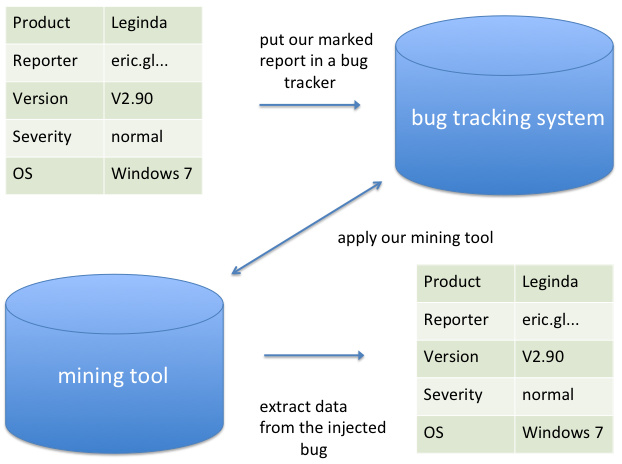 Product Leginda
Reporter eric.gl...
Version V2.90
Severity normal
OS Windows 7
put our marked
report in a bug
tracker
bug tracking system
apply our mining tool
mining tool
extract data
from the injected
bug
Product Leginda
Reporter eric.gl...
Version V2.90
Severity normal
OS Windows 7